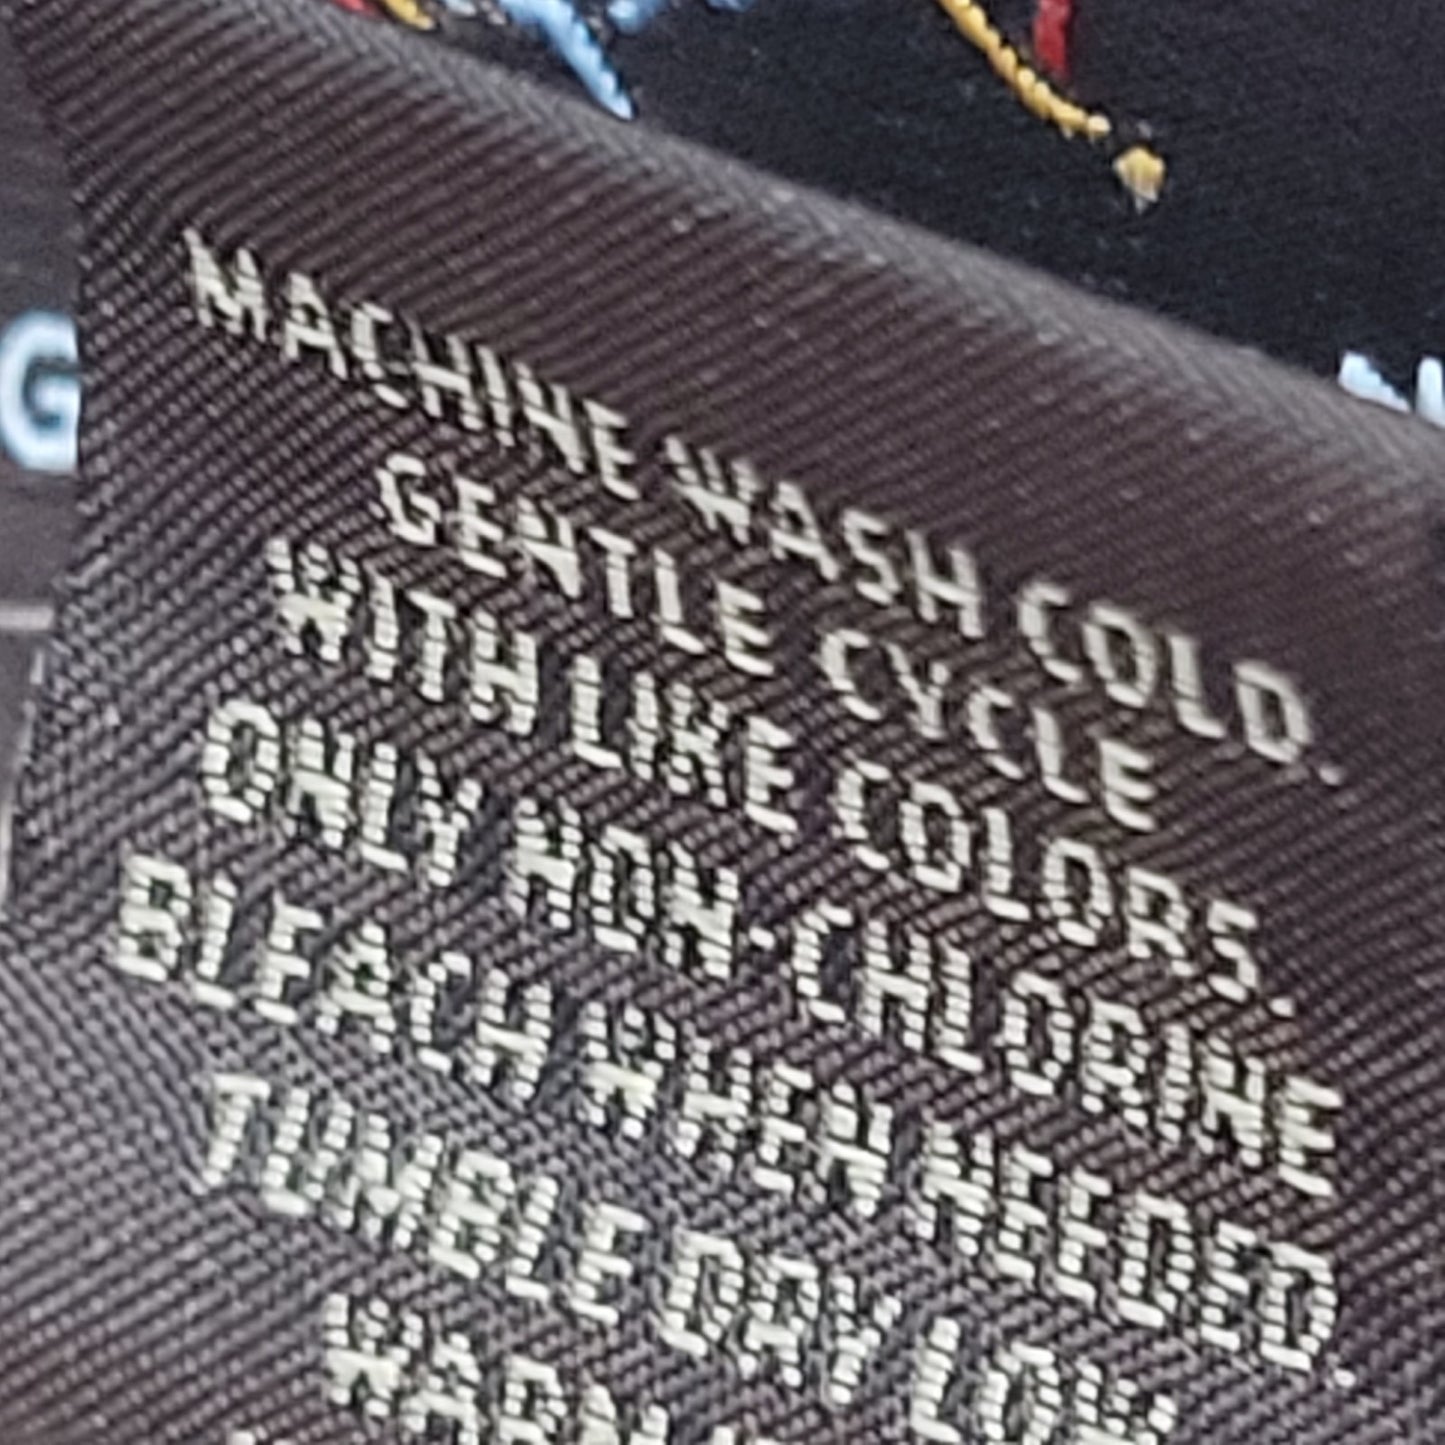 MACHINE WASH COLD.
GENTLE CYCLE
WITH LIKE COLORS.
ONLY NON-CHLORINE
BLEACH WHEN NEEDED.
TUMBLE DRY LOW.
G